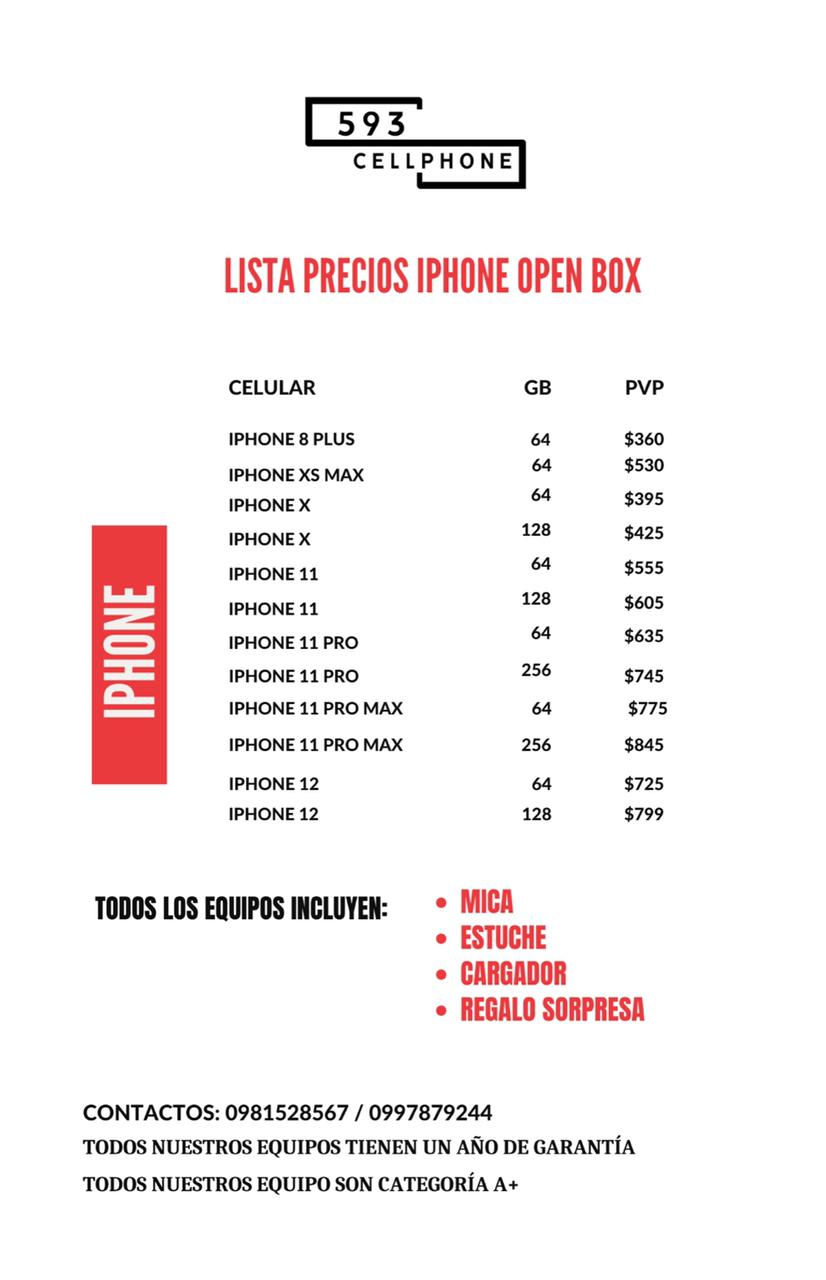 593
CELLPHONE
LISTA PRECIOS IPHONE OPEN BOX
CELULAR GB PVP
IPHONE 8 PLUS 64 $360
IPHONE XS MAX 64 $530
IPHONE X 64 $395
IPHONE X 128 $425
IPHONE 11 64 $555
IPHONE 11 128 $605
IPHONE 11 PRO 64 $635
IPHONE 11 PRO 256 $745
IPHONE 11 PRO MAX 64 $775
IPHONE 11 PRO MAX 256 $845
IPHONE 12 64 $725
IPHONE 12 128 $799
IPHONE
TODOS LOS EQUIPOS INCLUYEN:
• MICA
• ESTUCHE
• CARGADOR
• REGALO SORPRESA
CONTACTOS: 0981528567 / 0997879244
TODOS NUESTROS EQUIPOS TIENEN UN AÑO DE GARANTÍA
TODOS NUESTROS EQUIPO SON CATEGORÍA A+